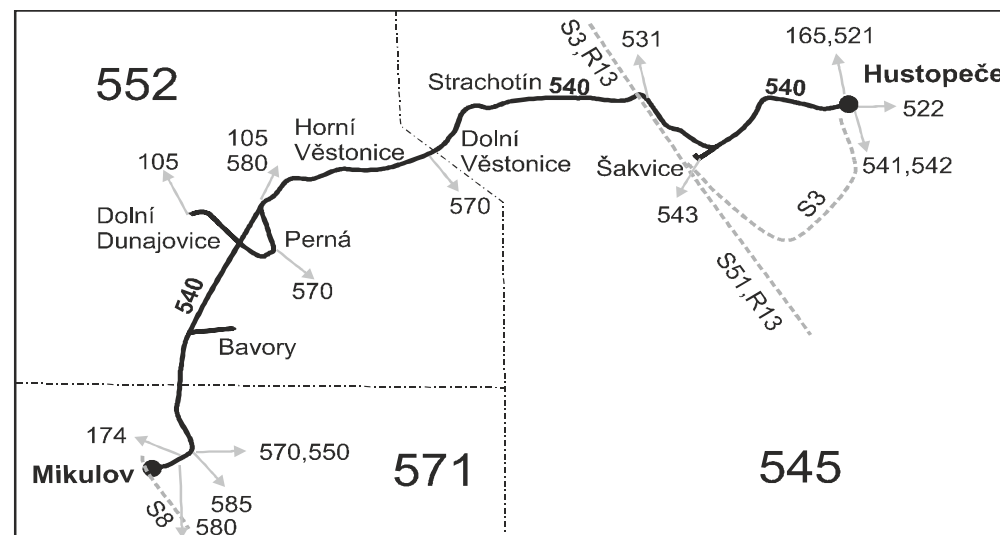 S3,R13
531
165,521
Hustopeče
552
Strachotín
540
540
522
105
580
Horní
Věstonice
Dolní
Věstonice
105
Šakvice
541,542
570
543
S3
Dolní
Dunajovice
Perná
570
S51,R13
540
Bavory
174
570,550
571
545
Mikulov
585
S8
580